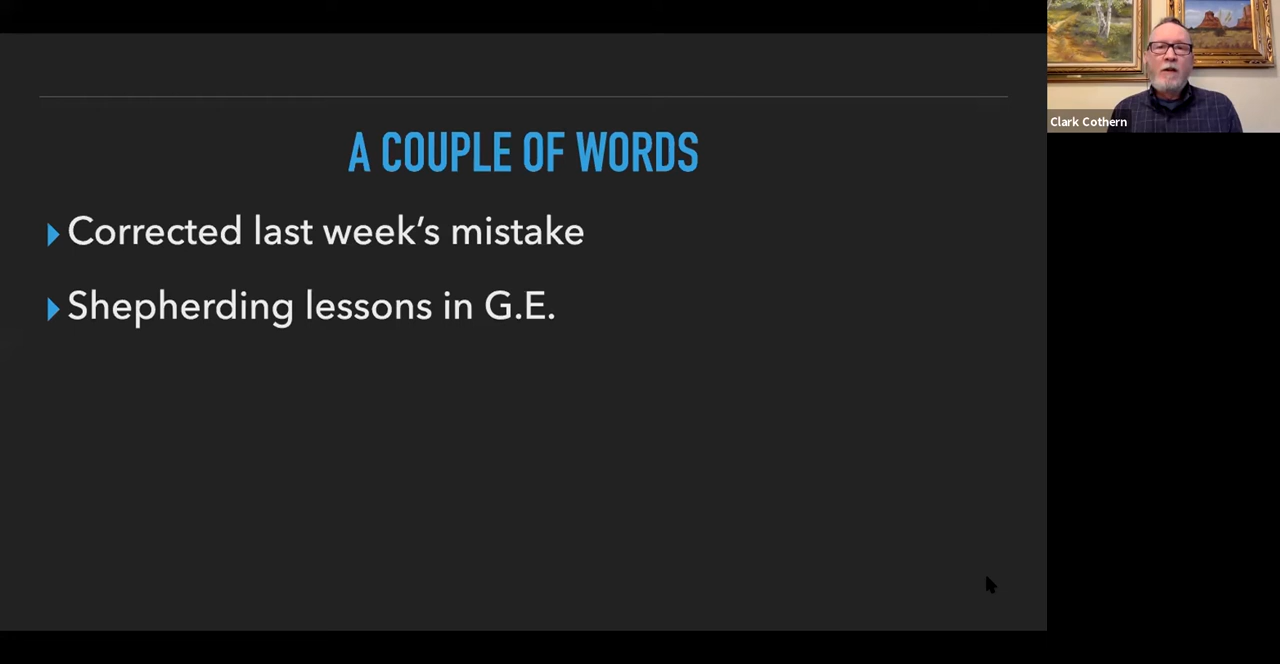 A COUPLE OF WORDS
Corrected last week’s mistake
Shepherding lessons in G.E.
Clark Cothern